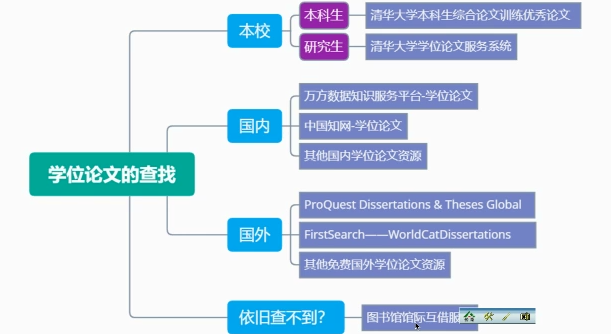 本科生
清华大学本科生综合论文训练优秀论文
本校
研究生
清华大学学位论文服务系统
万方数据知识服务平台-学位论文
国内
中国知网-学位论文
其他国内学位论文资源
学位论文的查找
ProQuest Dissertations & Theses Global
国外
FirstSearch——WorldCatDissertations
其他免费国外学位论文资源
依旧查不到?
图书馆馆际互借服